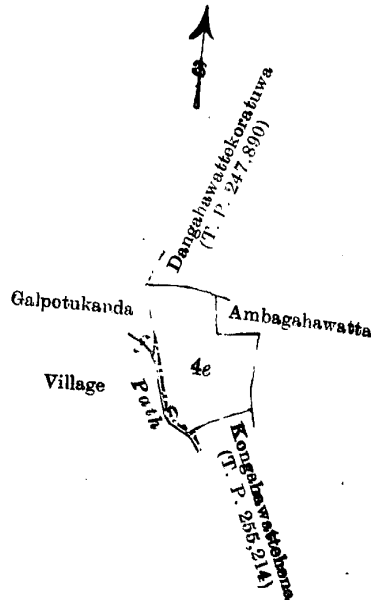 Dangahawattekoratuwa
(T. P. 247,890)
Galpotukanda
Ambagahawatta
4e
Village
Path
Kongahawattehena
(T. P. 255,214)